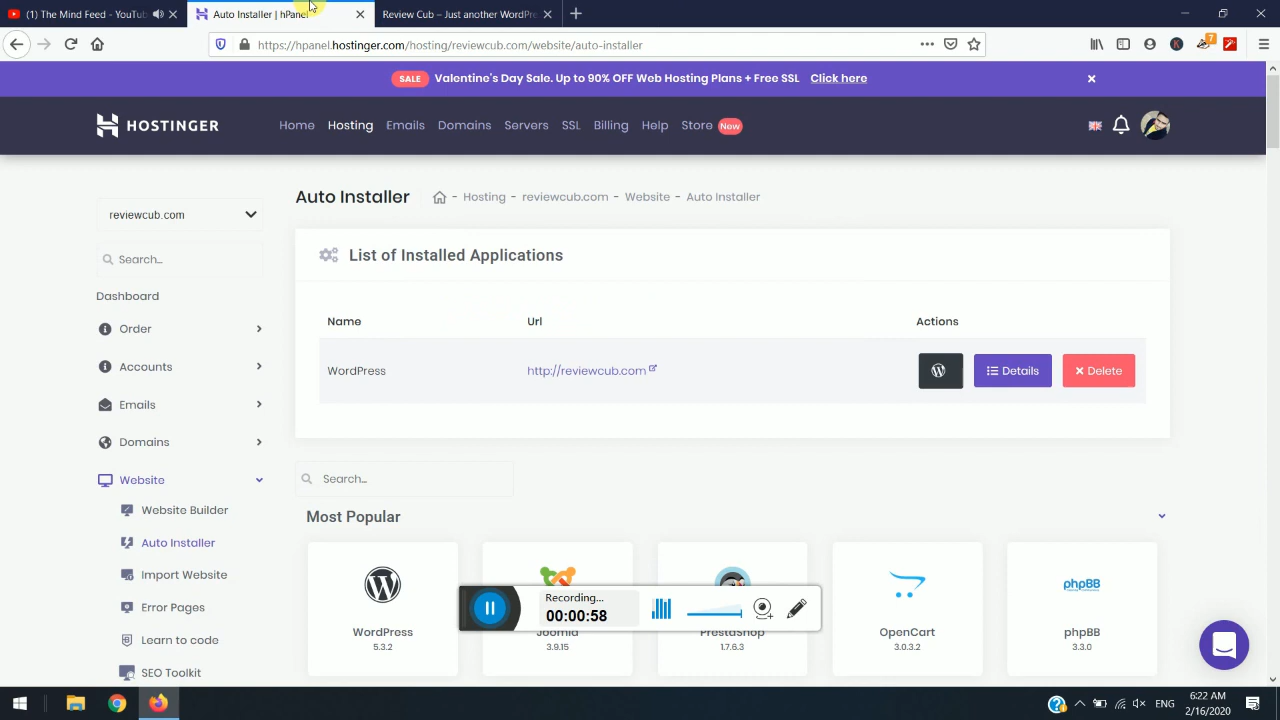 (1) The Mind Feed - YouTub
Auto Installer | hPanel
Review Cub – Just another WordPre
https://hpanel.hostinger.com/hosting/reviewcub.com/website/auto-installer
7
SALE Valentine's Day Sale. Up to 90% OFF Web Hosting Plans + Free SSL Click here
HOSTINGER
Home Hosting Emails Domains Servers SSL Billing Help Store New
reviewcub.com
Search...
Dashboard
Order
Accounts
Emails
Domains
Website
Website Builder
Auto Installer
Import Website
Error Pages
Learn to code
SEO Toolkit
Auto Installer - Hosting - reviewcub.com - Website - Auto Installer
List of Installed Applications
Name Url Actions
WordPress http://reviewcub.com Details Delete
Search...
Most Popular
WordPress
5.3.2
Joomla
3.9.15
PrestaShop
1.7.6.3
OpenCart
3.0.3.2
phpBB
phpBB
3.3.0
Recording...
00:00:58
ENG
6:22 AM
2/16/2020